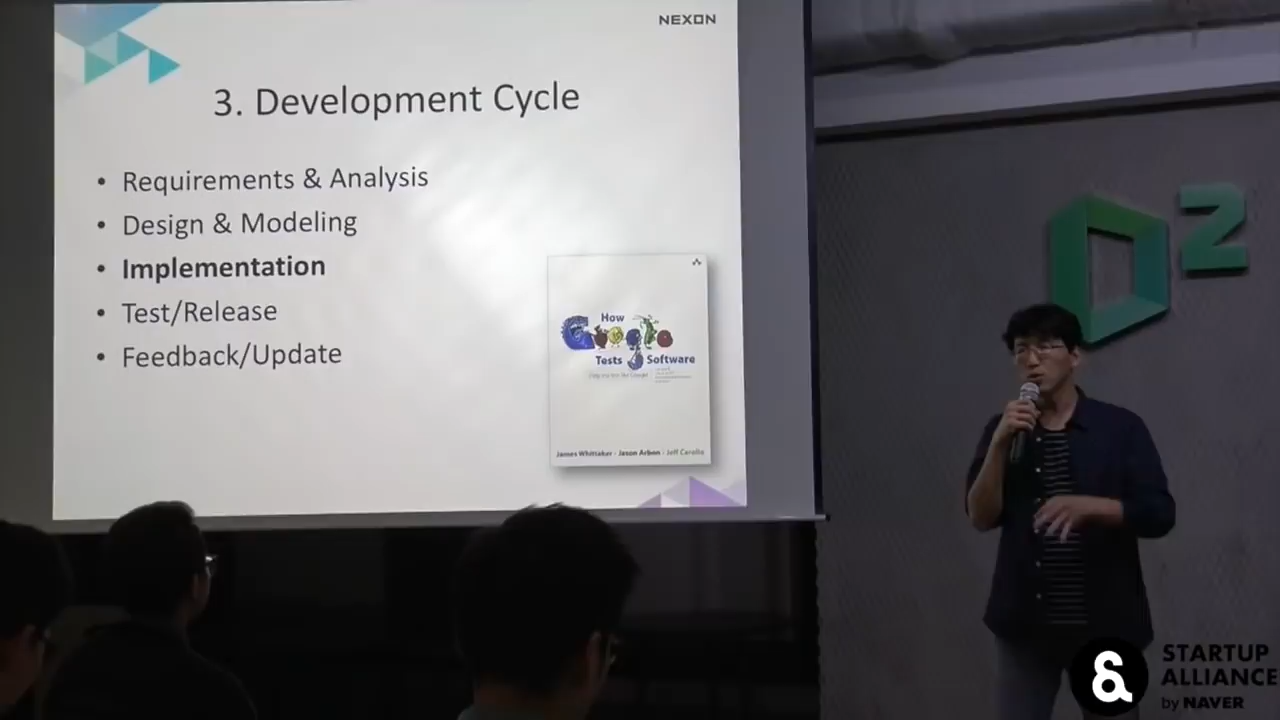 NEXON
3. Development Cycle
• Requirements & Analysis
• Design & Modeling
• Implementation
• Test/Release
• Feedback/Update
How
Google
Tests Software
James Whittaker · Jason Arbon · Jeff Carollo
D2
STARTUP
ALLIANCE
by NAVER